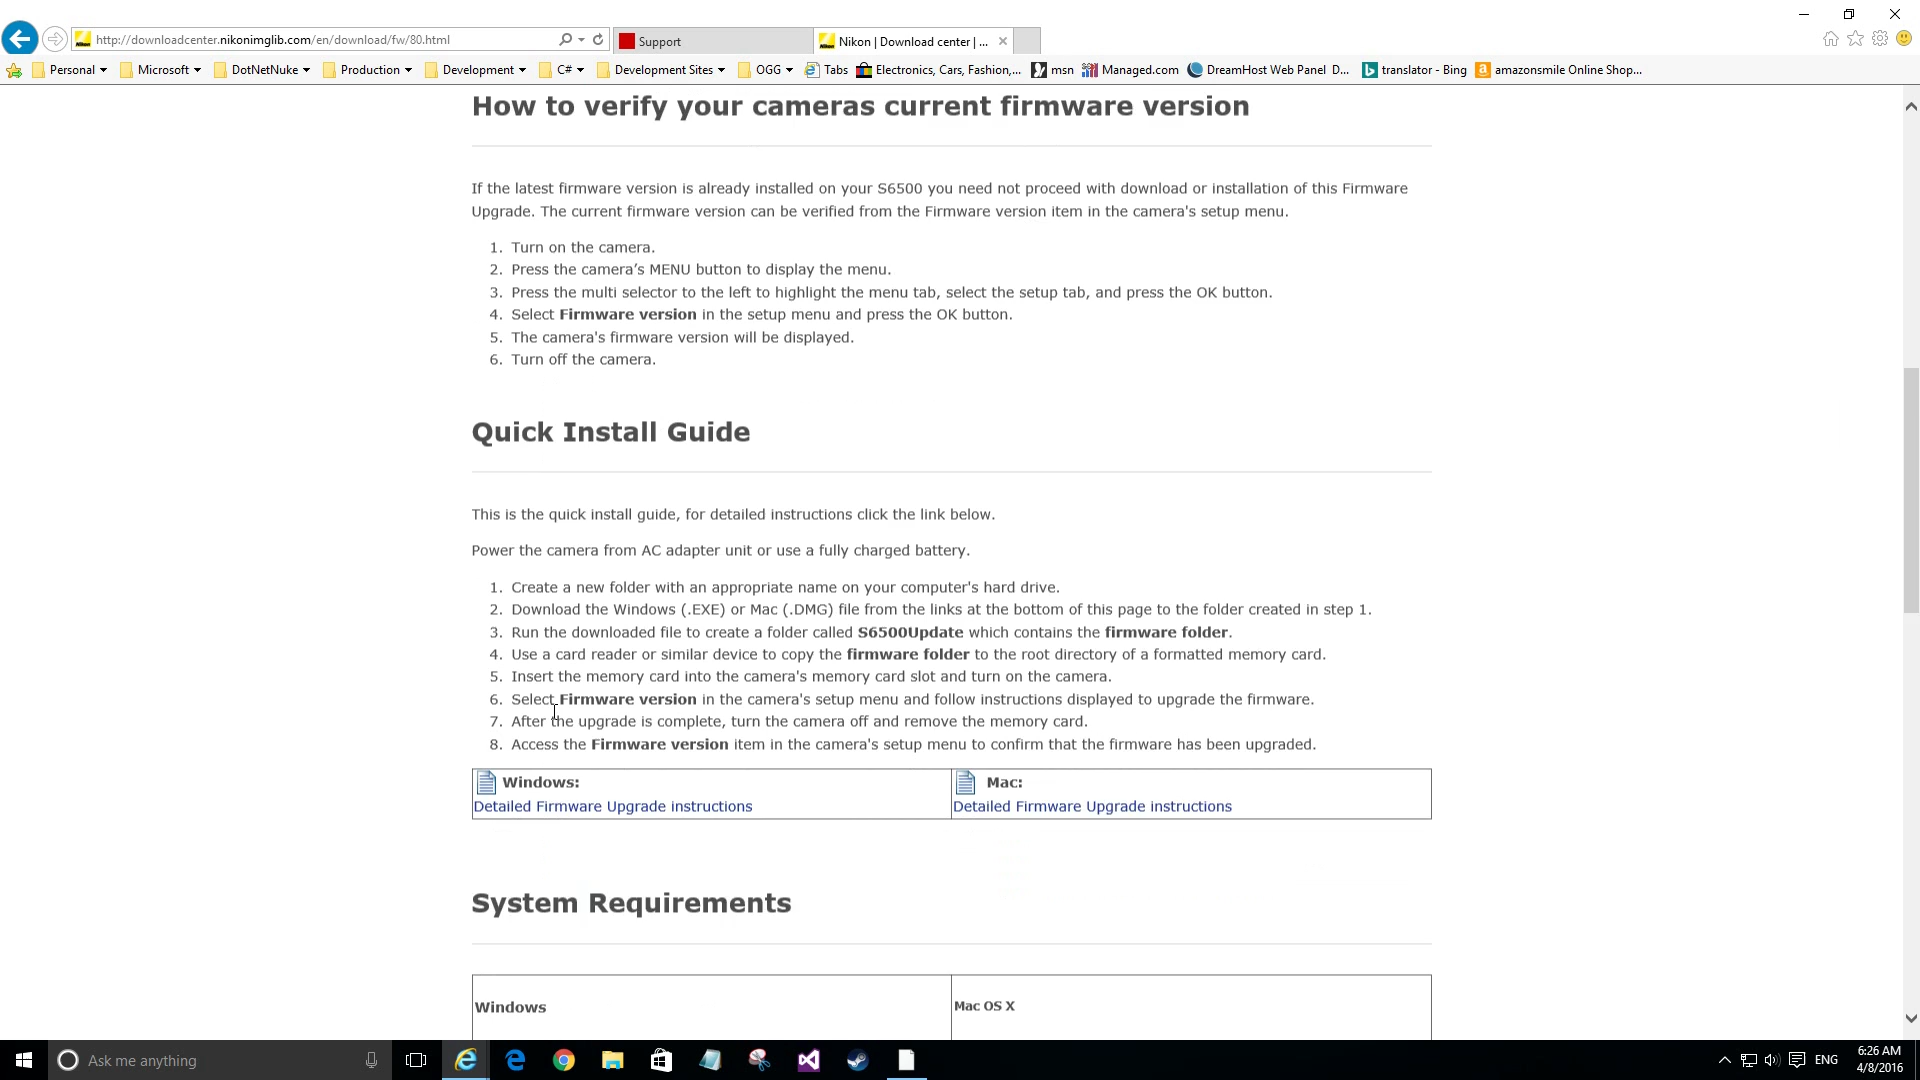 http://downloadcenter.nikonimglib.com/en/download/fw/80.html
Support
Nikon | Download center | ...
Personal
Microsoft
DotNetNuke
Production
Development
C#
Development Sites
OGG
Tabs
Electronics, Cars, Fashion,...
msn
Managed.com
DreamHost Web Panel D...
translator - Bing
amazonsmile Online Shop...
How to verify your cameras current firmware version
If the latest firmware version is already installed on your S6500 you need not proceed with download or installation of this Firmware
Upgrade. The current firmware version can be verified from the Firmware version item in the camera's setup menu.
1. Turn on the camera.
2. Press the camera’s MENU button to display the menu.
3. Press the multi selector to the left to highlight the menu tab, select the setup tab, and press the OK button.
4. Select Firmware version in the setup menu and press the OK button.
5. The camera's firmware version will be displayed.
6. Turn off the camera.
Quick Install Guide
This is the quick install guide, for detailed instructions click the link below.
Power the camera from AC adapter unit or use a fully charged battery.
1. Create a new folder with an appropriate name on your computer's hard drive.
2. Download the Windows (.EXE) or Mac (.DMG) file from the links at the bottom of this page to the folder created in step 1.
3. Run the downloaded file to create a folder called S6500Update which contains the firmware folder.
4. Use a card reader or similar device to copy the firmware folder to the root directory of a formatted memory card.
5. Insert the memory card into the camera's memory card slot and turn on the camera.
6. Select Firmware version in the camera's setup menu and follow instructions displayed to upgrade the firmware.
7. After the upgrade is complete, turn the camera off and remove the memory card.
8. Access the Firmware version item in the camera's setup menu to confirm that the firmware has been upgraded.
Windows:
Detailed Firmware Upgrade instructions
Mac:
Detailed Firmware Upgrade instructions
System Requirements
Windows
Mac OS X
Ask me anything
ENG
6:26 AM
4/8/2016